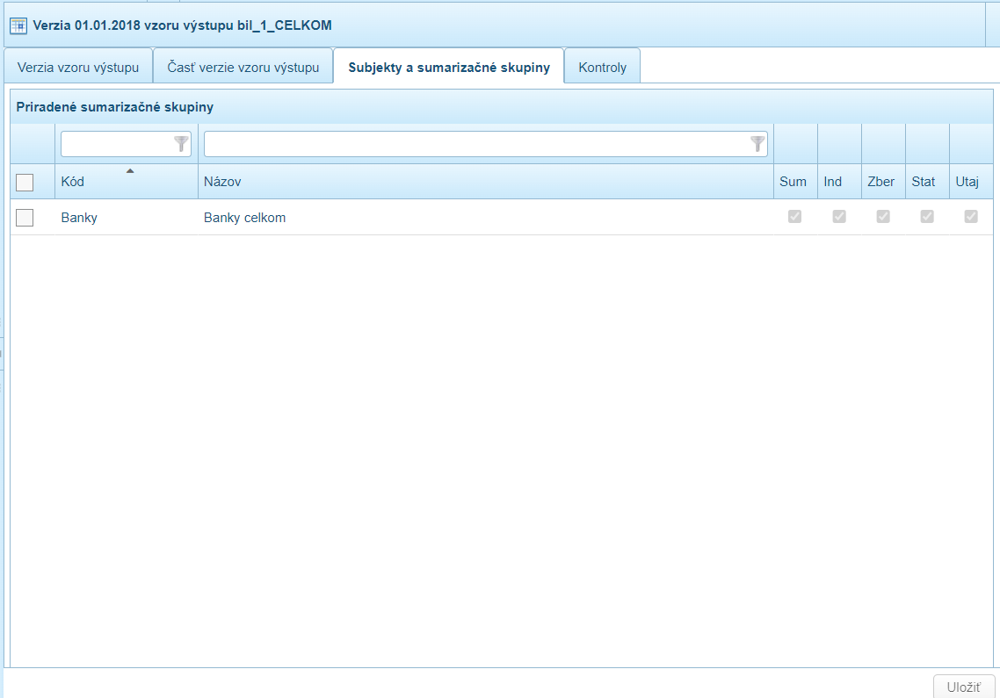 Verzia 01.01.2018 vzoru výstupu bil_1_CELKOM
Verzia vzoru výstupu Časť verzie vzoru výstupu Subjekty a sumarizačné skupiny Kontroly
Priradené sumarizačné skupiny
Kód Názov Sum Ind Zber Stat Utaj
Banky Banky celkom
Uložiť